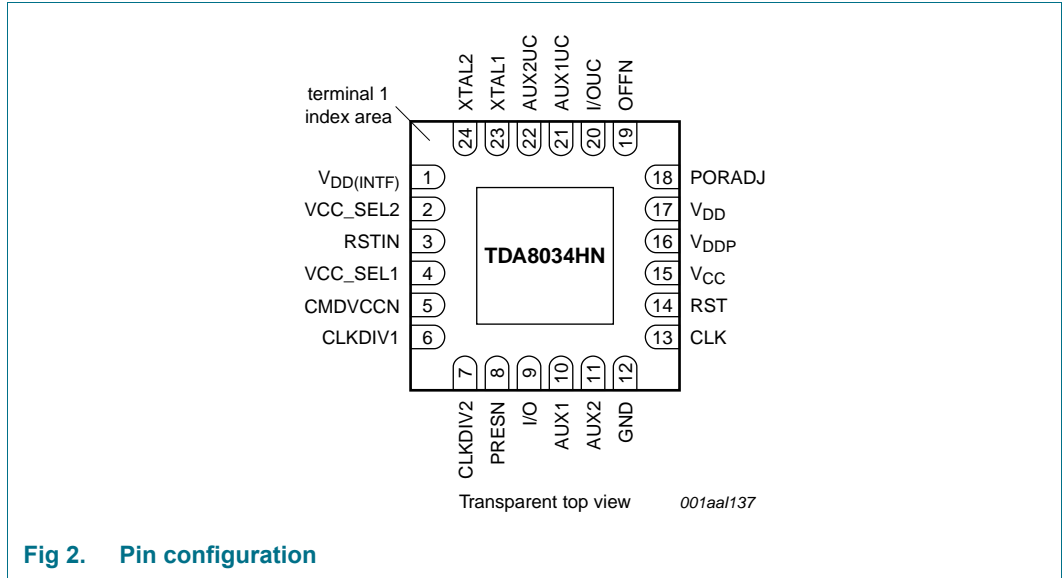 XTAL2
XTAL1
AUX2UC
AUX1UC
I/OUC
OFFN
terminal 1
index area
24
23
22
21
20
19
VDD(INTF) 1
VCC_SEL2 2
RSTIN 3
VCC_SEL1 4
CMDVCCN 5
CLKDIV1 6
TDA8034HN
18 PORADJ
17 VDD
16 VDDP
15 VCC
14 RST
13 CLK
7
8
9
10
11
12
CLKDIV2
PRESN
I/O
AUX1
AUX2
GND
Transparent top view 001aal137
Fig 2. Pin configuration